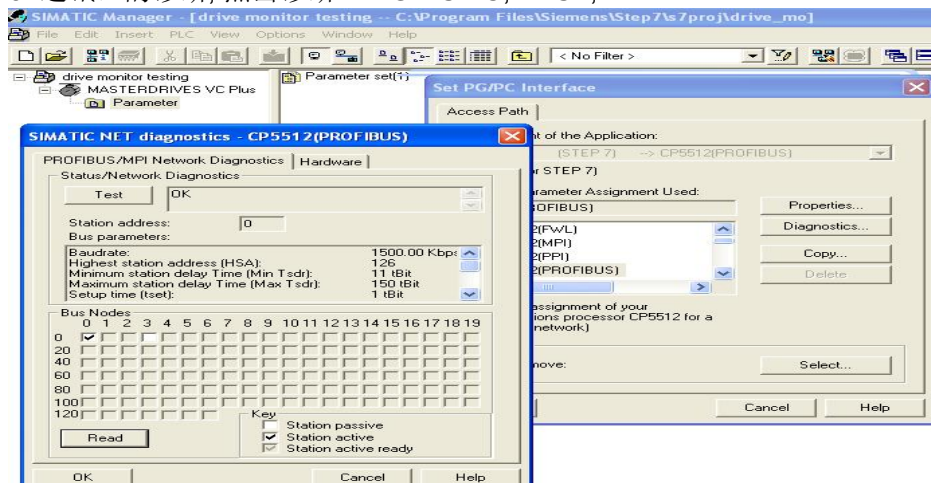 SIMATIC Manager - [drive monitor testing -- C:\Program Files\Siemens\Step7\s7proj\drive_mo]
File Edit Insert PLC View Options Window Help
< No Filter >
drive monitor testing
MASTERDRIVES VC Plus
Parameter
Parameter set(1)
Set PG/PC Interface
Access Path
of the Application:
(STEP 7) --> CP5512(PROFIBUS)
STEP 7)
arameter Assignment Used:
OFIBUS)
Properties...
2(FWL)
Diagnostics...
2(MPI)
2(PPI)
Copy...
2(PROFIBUS)
Delete
assignment of your
ions processor CP5512 for a
network)
nove:
Select...
Cancel
Help
SIMATIC NET diagnostics - CP5512(PROFIBUS)
PROFIBUS/MPI Network Diagnostics
Hardware
Status/Network Diagnostics
Test
OK
Station address: 0
Bus parameters:
Baudrate: 1500.00 Kbps
Highest station address (HSA): 126
Minimum station delay Time (Min Tsdr): 11 tBit
Maximum station delay Time (Max Tsdr): 150 tBit
Setup time (tset): 1 tBit
Bus Nodes
0 1 2 3 4 5 6 7 8 9 10 11 12 13 14 15 16 17 18 19
0
20
40
60
80
100
120
Key
Station passive
Station active
Station active ready
Read
OK
Cancel
Help